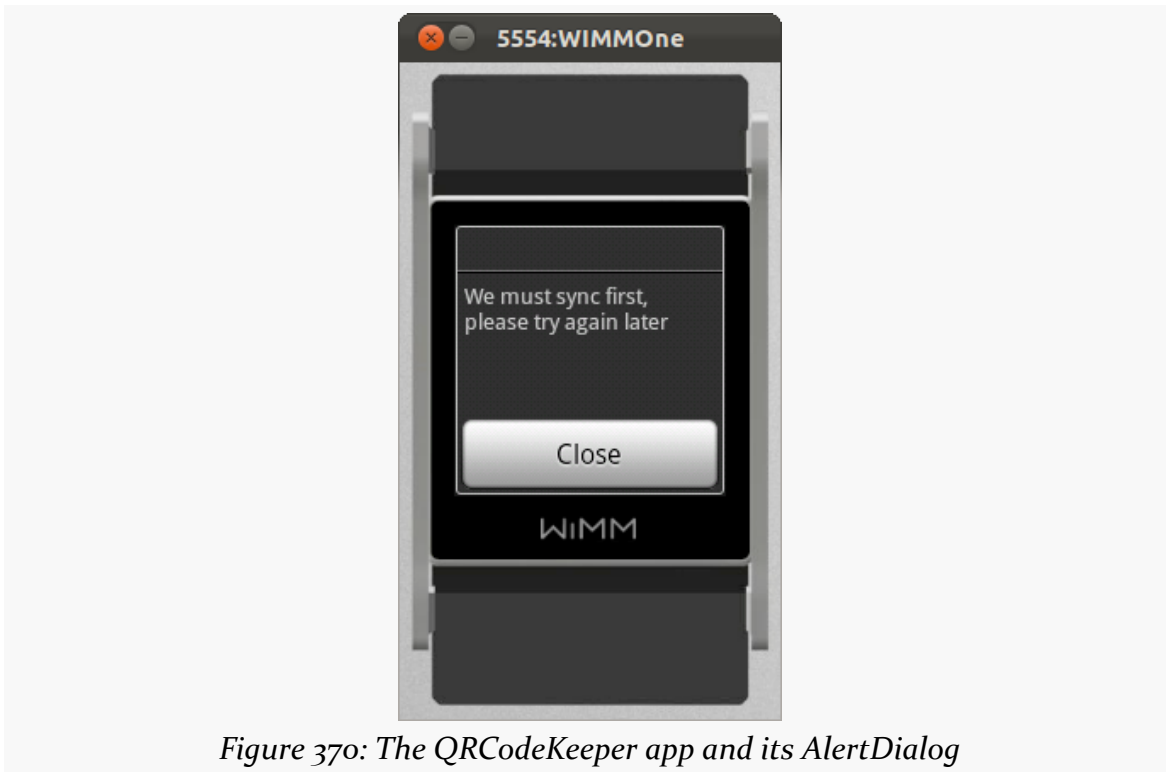 5554:WIMMOne
We must sync first,
please try again later
Close
WiMM
Figure 370: The QRCodeKeeper app and its AlertDialog